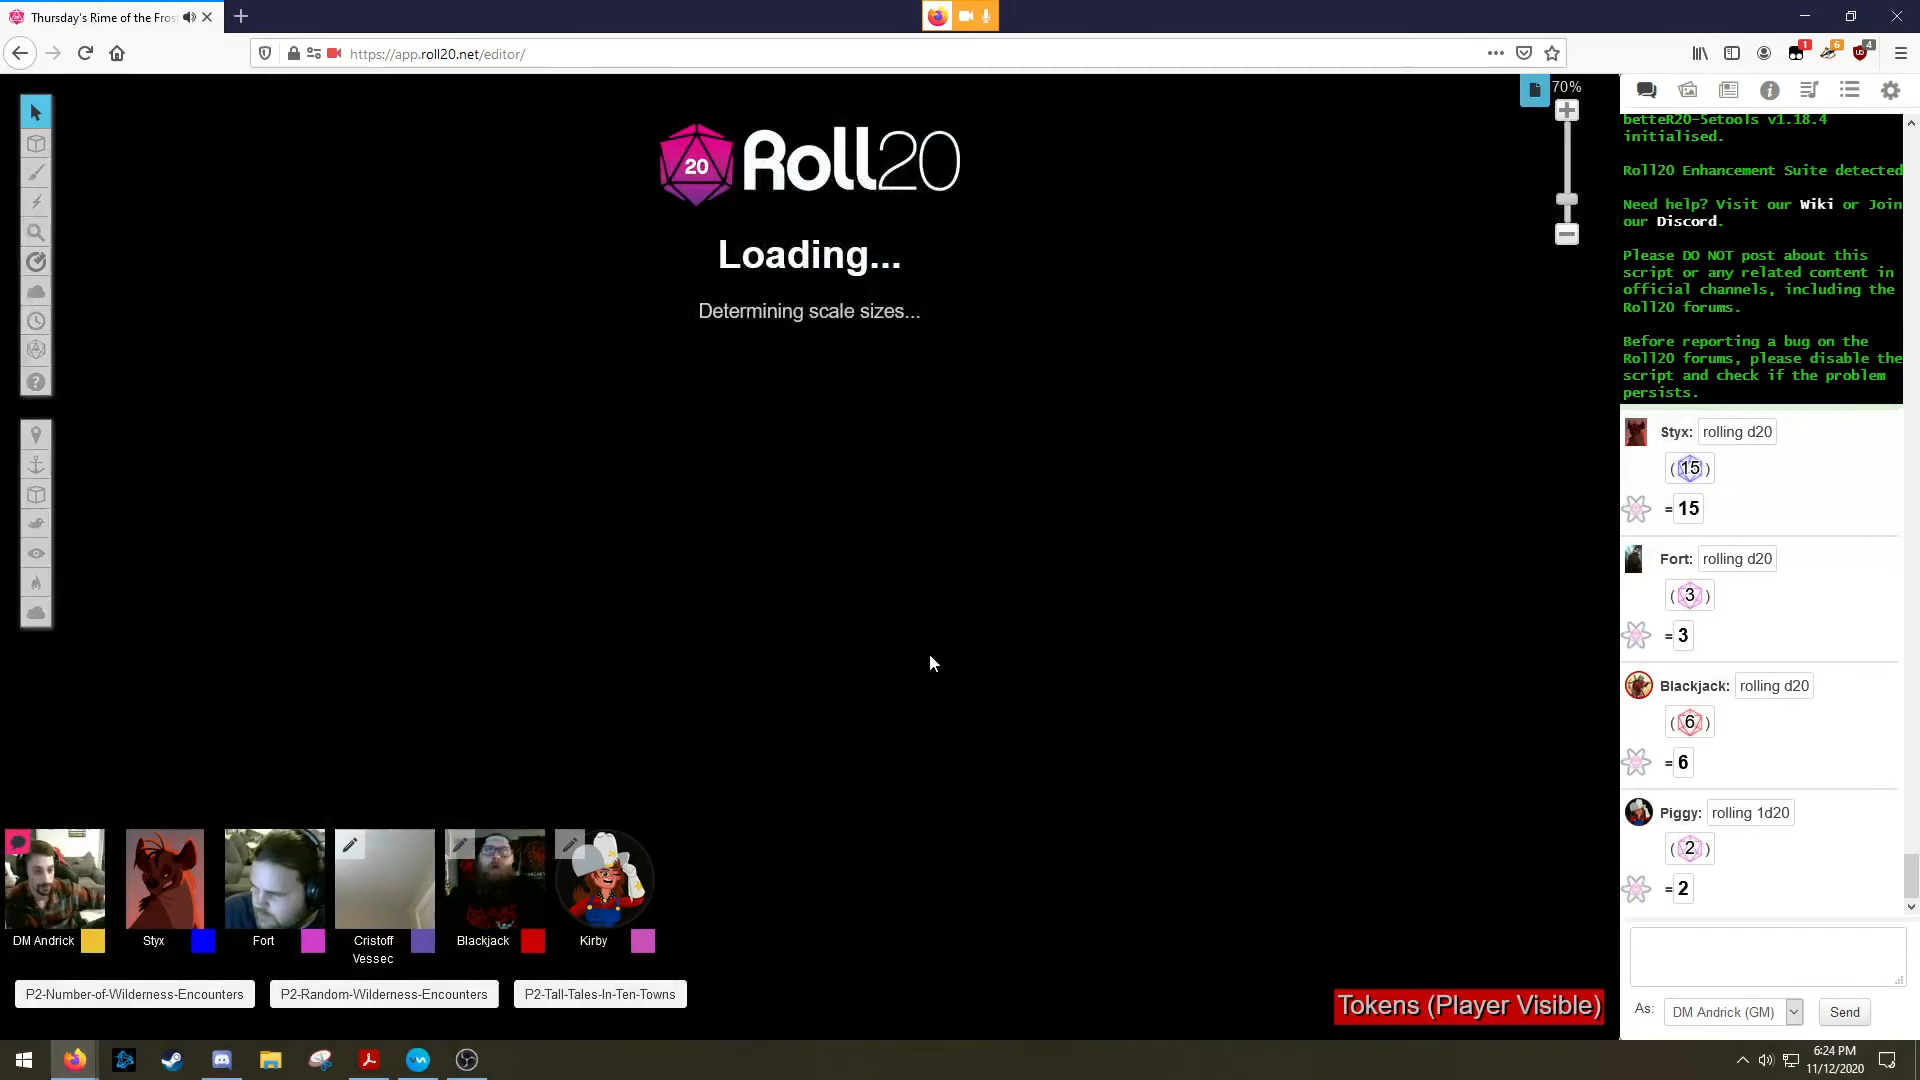 Thursday's Rime of the Fros
https://app.roll20.net/editor/
1
6
4
70%
20
Roll20
Loading...
Determining scale sizes...
betteR20-5etools v1.18.4
initialised.
Roll20 Enhancement Suite detected
Need help? Visit our Wiki or Join
our Discord.
Please DO NOT post about this
script or any related content in
official channels, including the
Roll20 forums.
Before reporting a bug on the
Roll20 forums, please disable the
script and check if the problem
persists.
Styx: rolling d20
(15)
=15
Fort: rolling d20
(3)
=3
Blackjack: rolling d20
(6)
=6
Piggy: rolling 1d20
(2)
=2
DM Andrick
Styx
Fort
Cristoff
Vessec
Blackjack
Kirby
P2-Number-of-Wilderness-Encounters
P2-Random-Wilderness-Encounters
P2-Tall-Tales-In-Ten-Towns
Tokens (Player Visible)
As: DM Andrick (GM)
Send
6:24 PM
11/12/2020